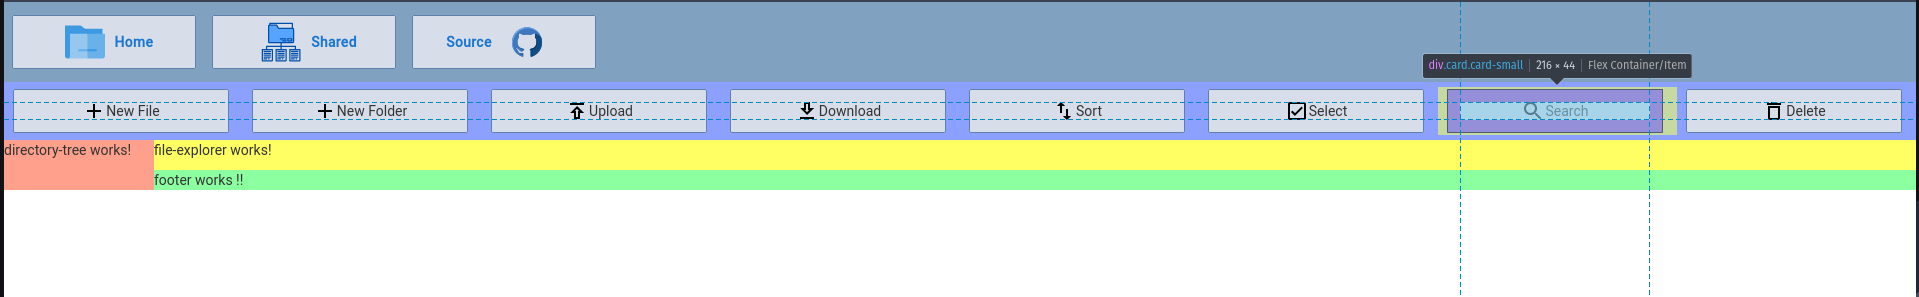 Home Shared Source
div.card.card-small 216 × 44 Flex Container/Item
New File New Folder Upload Download Sort Select Search Delete
directory-tree works! file-explorer works!
footer works !!